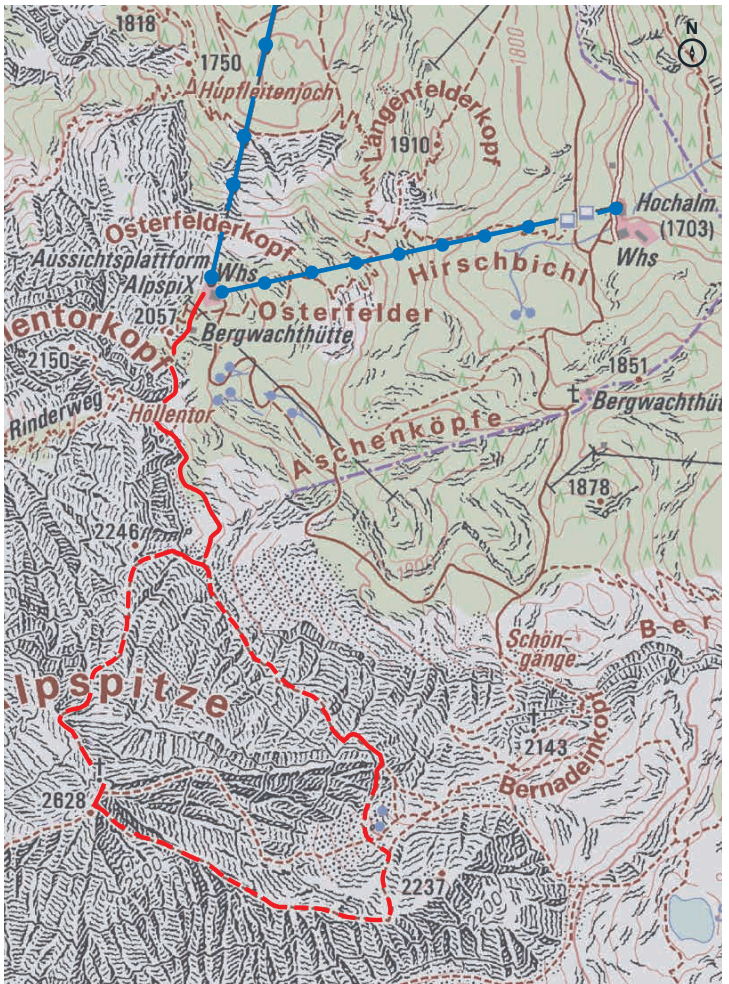 1818
N
1800
1750
Hupfleitenjoch
Längenfelderkopf
1910
Hochalm
(1703)
Whs
Osterfelderkopf
Aussichtsplattform
Whs
AlpspiX
Hirschbichl
Osterfelder
2057
Bergwachthütte
entorkopf
2150
1851
Rinderweg
Höllentor
Bergwachthüt
Aschenköpfe
1878
2246
1900
Ber
Schön-
gänge
lpspitze
2143
Bernadeinkopf
2628
2237
2200